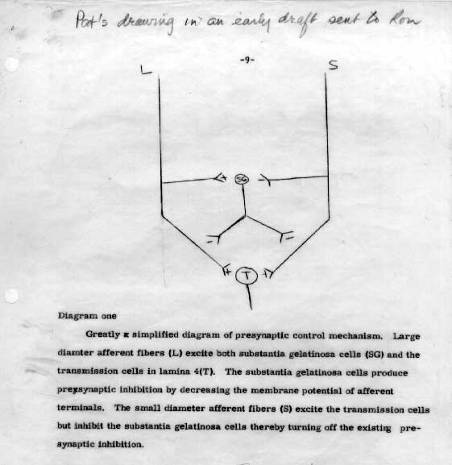 Pat's drawing in an early draft sent to Ron
-9-
L S
SG
T
Diagram one
Greatly x simplified diagram of presynaptic control mechanism. Large
diamter afferent fibers (L) excite both substantia gelatinosa cells (SG) and the
transmission cells in lamina 4(T). The substantia gelatinosa cells produce
presynaptic inhibition by decreasing the membrane potential of afferent
terminals. The small diameter afferent fibers (S) excite the transmission cells
but inhibit the substantia gelatinosa cells thereby turning off the existing pre-
synaptic inhibition.